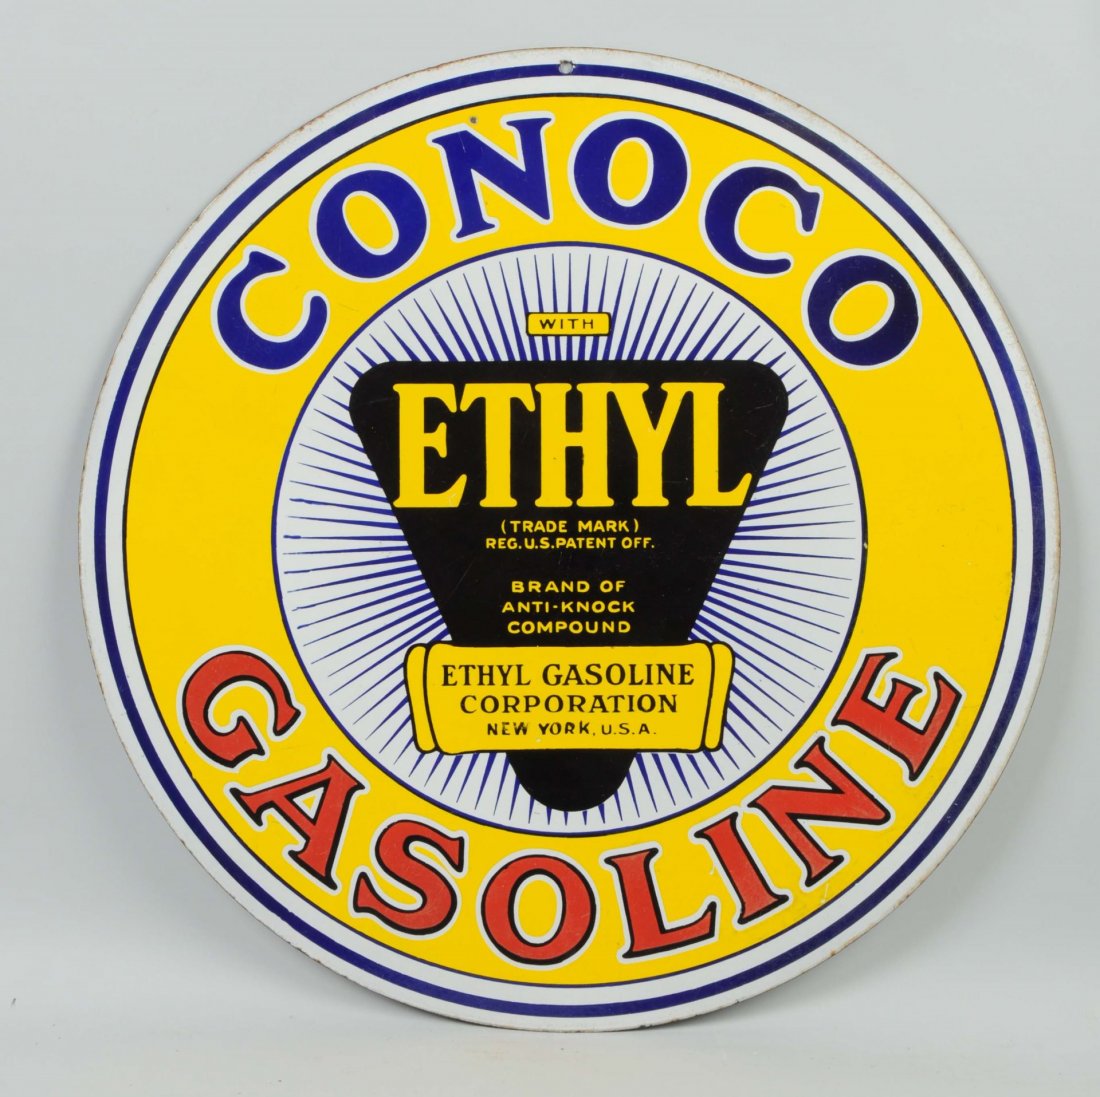 CONOCO
WITH
ETHYL
(TRADE MARK)
REG. U.S. PATENT OFF.
BRAND OF
ANTI-KNOCK
COMPOUND
ETHYL GASOLINE
CORPORATION
NEW YORK, U.S.A.
GASOLINE